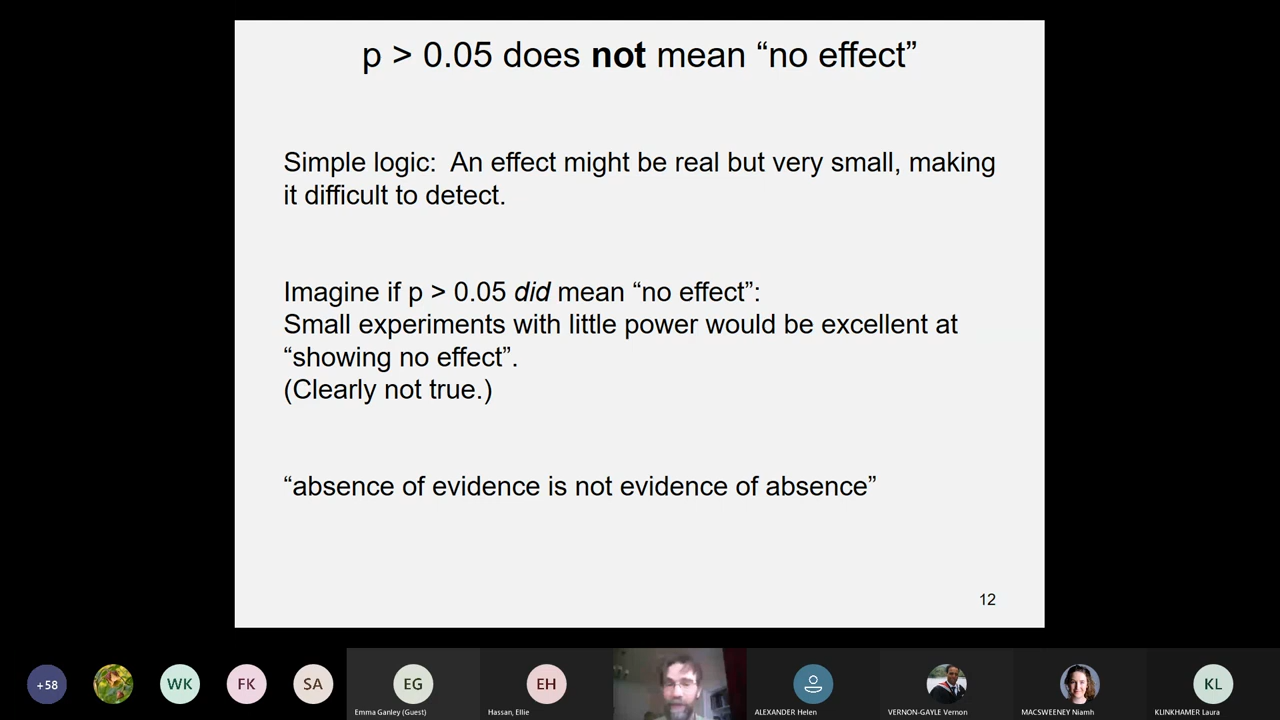 p > 0.05 does not mean “no effect”
Simple logic:  An effect might be real but very small, making
it difficult to detect.
Imagine if p > 0.05 did mean “no effect”:
Small experiments with little power would be excellent at
“showing no effect”.
(Clearly not true.)
“absence of evidence is not evidence of absence”
12
+58
WK
FK
SA
EG
EH
KL
Emma Ganley (Guest)
Hassan, Ellie
ALEXANDER Helen
VERNON-GAYLE Vernon
MACSWEENEY Niamh
KLINKHAMER Laura